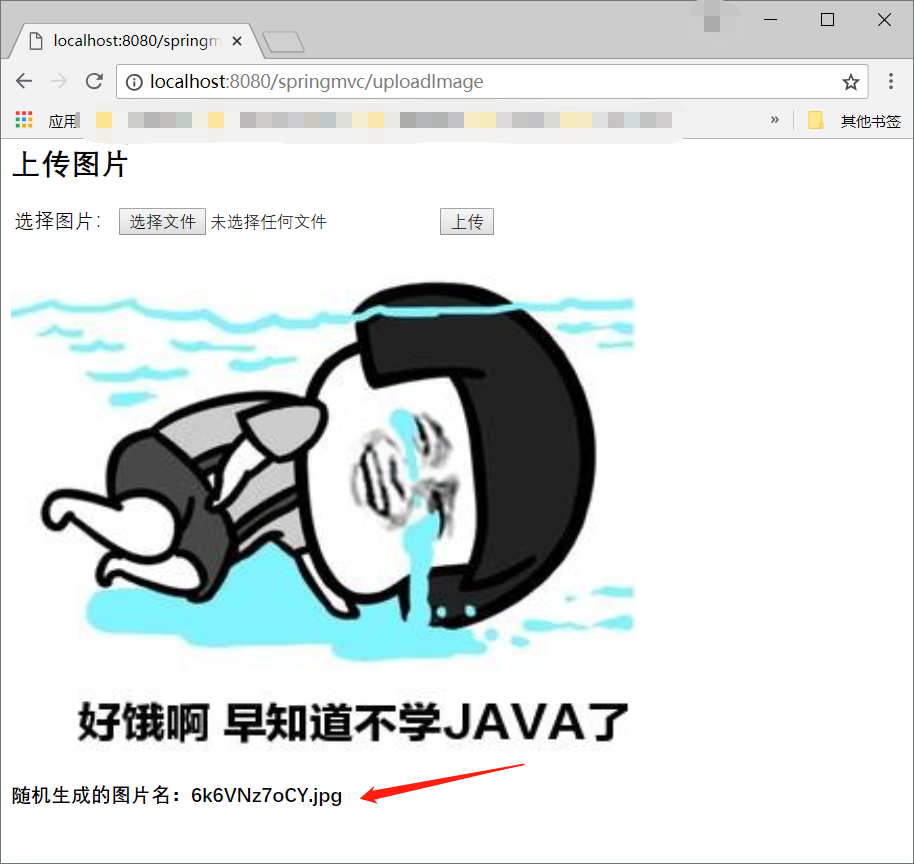 localhost:8080/springm
localhost:8080/springmvc/uploadImage
应用
» 其他书签
上传图片
选择图片： 选择文件 未选择任何文件 上传
好饿啊 早知道不学JAVA了
随机生成的图片名：6k6VNz7oCY.jpg